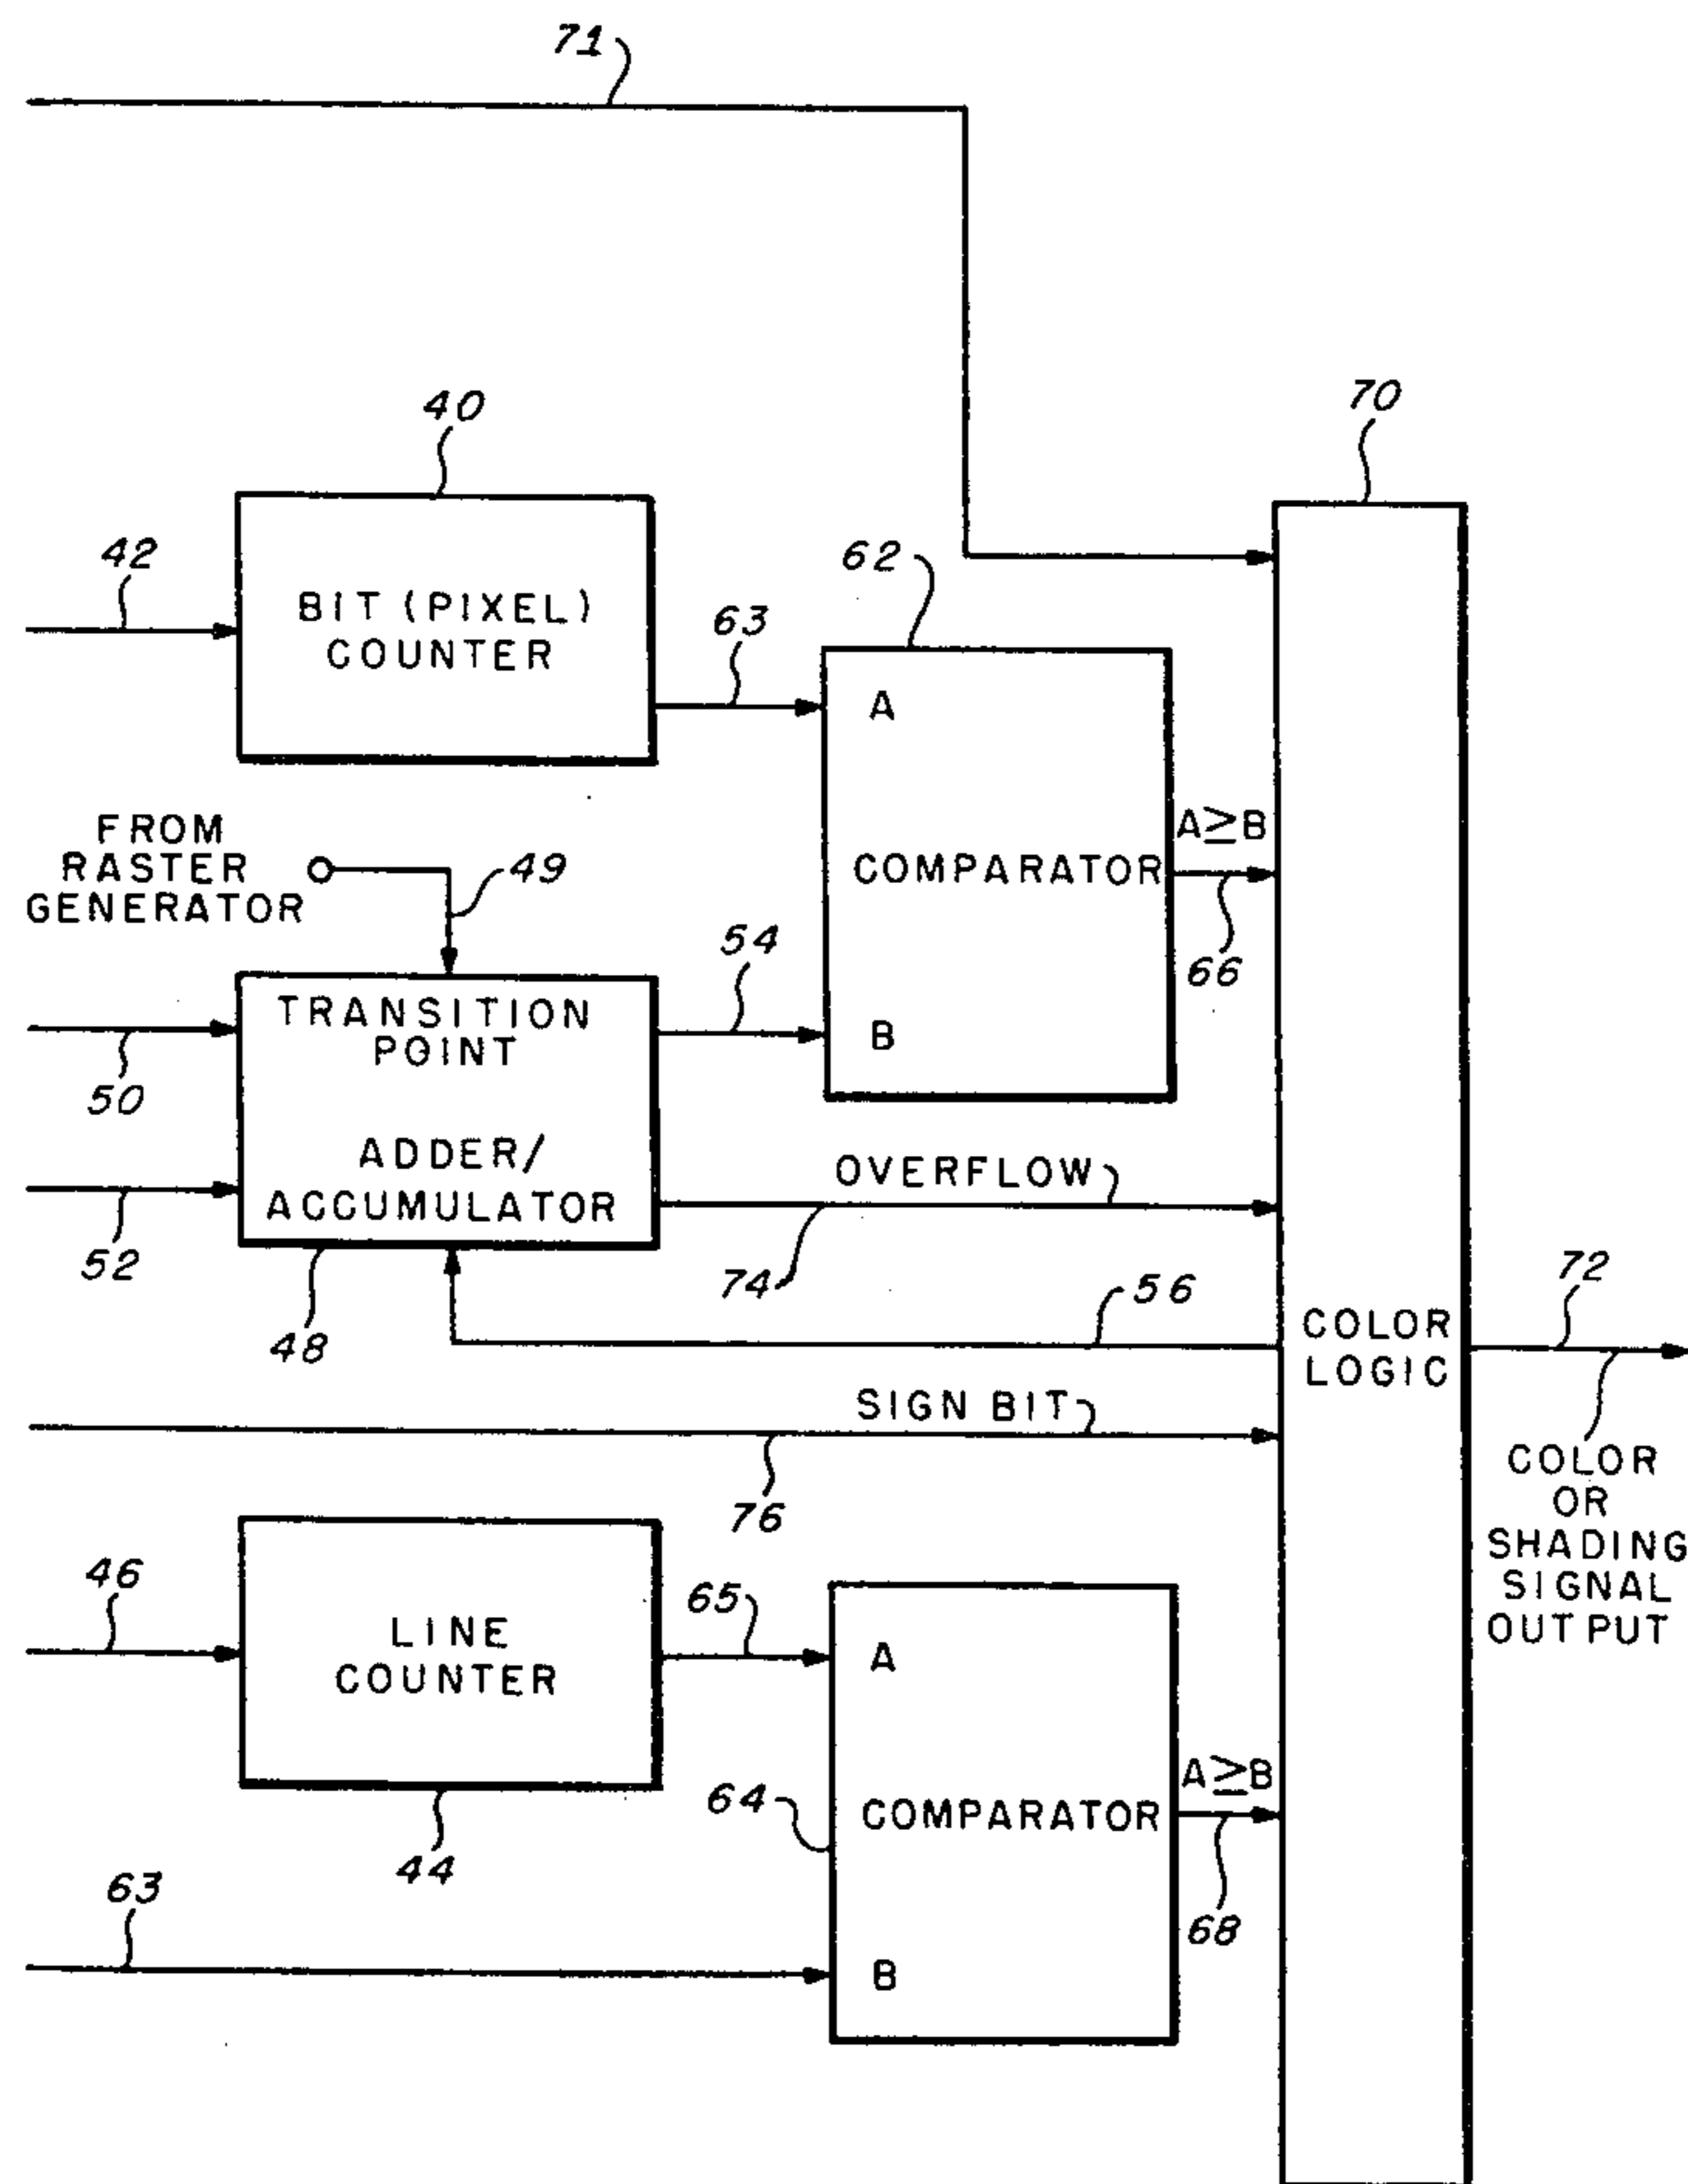 71
40
70
42
BIT (PIXEL)
COUNTER
63
62
A
FROM
RASTER
GENERATOR
49
COMPARATOR
A≥B
66
50
TRANSITION
POINT
54
B
ADDER/
ACCUMULATOR
52
48
OVERFLOW
74
56
COLOR
LOGIC
72
SIGN BIT
76
COLOR
OR
SHADING
SIGNAL
OUTPUT
46
LINE
COUNTER
44
65
A
64
COMPARATOR
A≥B
68
63
B